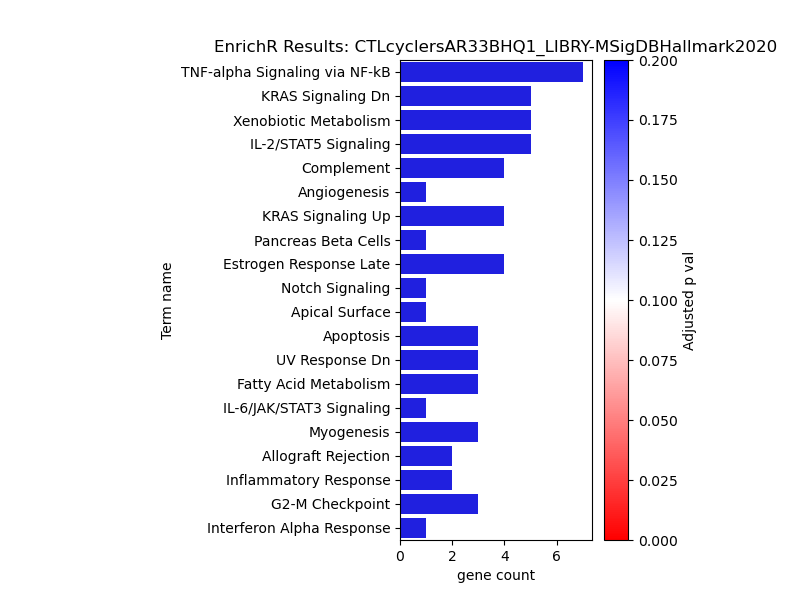 EnrichR Results: CTLcyclersAR33BHQ1_LIBRY-MSigDBHallmark2020
TNF-alpha Signaling via NF-kB
KRAS Signaling Dn
Xenobiotic Metabolism
IL-2/STAT5 Signaling
Complement
Angiogenesis
KRAS Signaling Up
Pancreas Beta Cells
Estrogen Response Late
Notch Signaling
Apical Surface
Apoptosis
UV Response Dn
Fatty Acid Metabolism
IL-6/JAK/STAT3 Signaling
Myogenesis
Allograft Rejection
Inflammatory Response
G2-M Checkpoint
Interferon Alpha Response
Term name
0 2 4 6
gene count
0.200
0.175
0.150
0.125
0.100
0.075
0.050
0.025
0.000
Adjusted p val